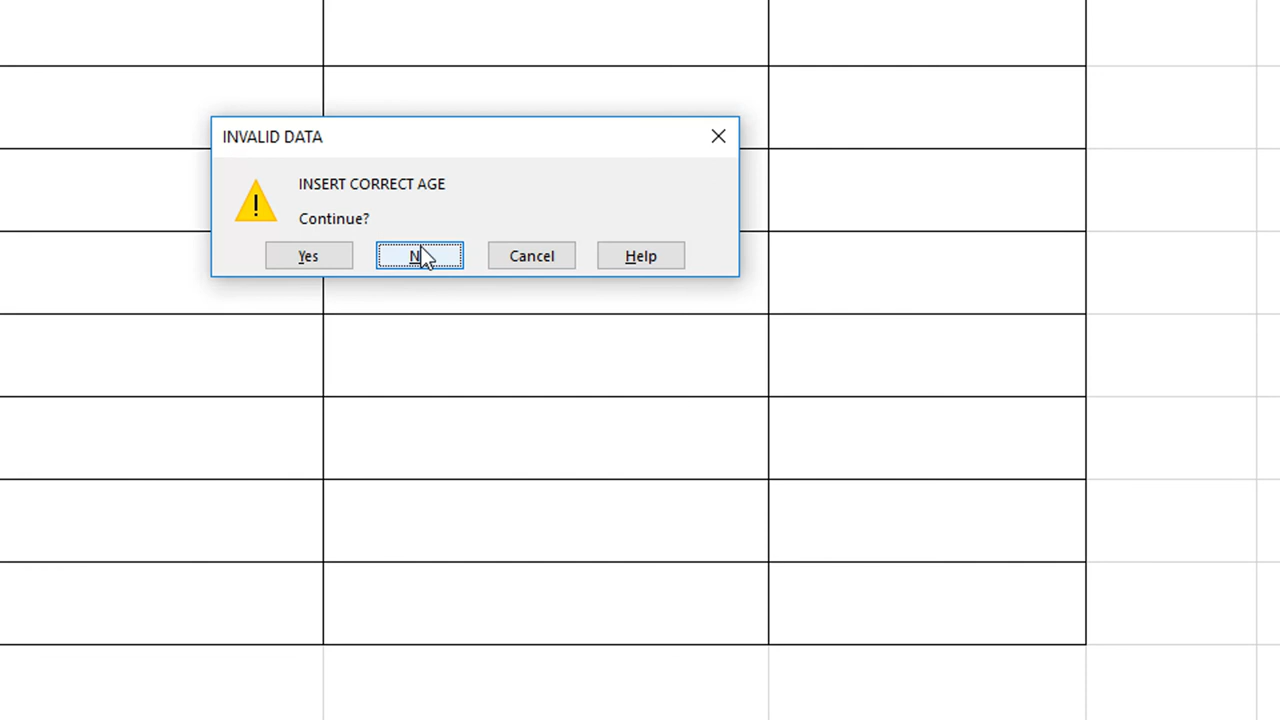 INVALID DATA
INSERT CORRECT AGE
Continue?
Yes N Cancel Help